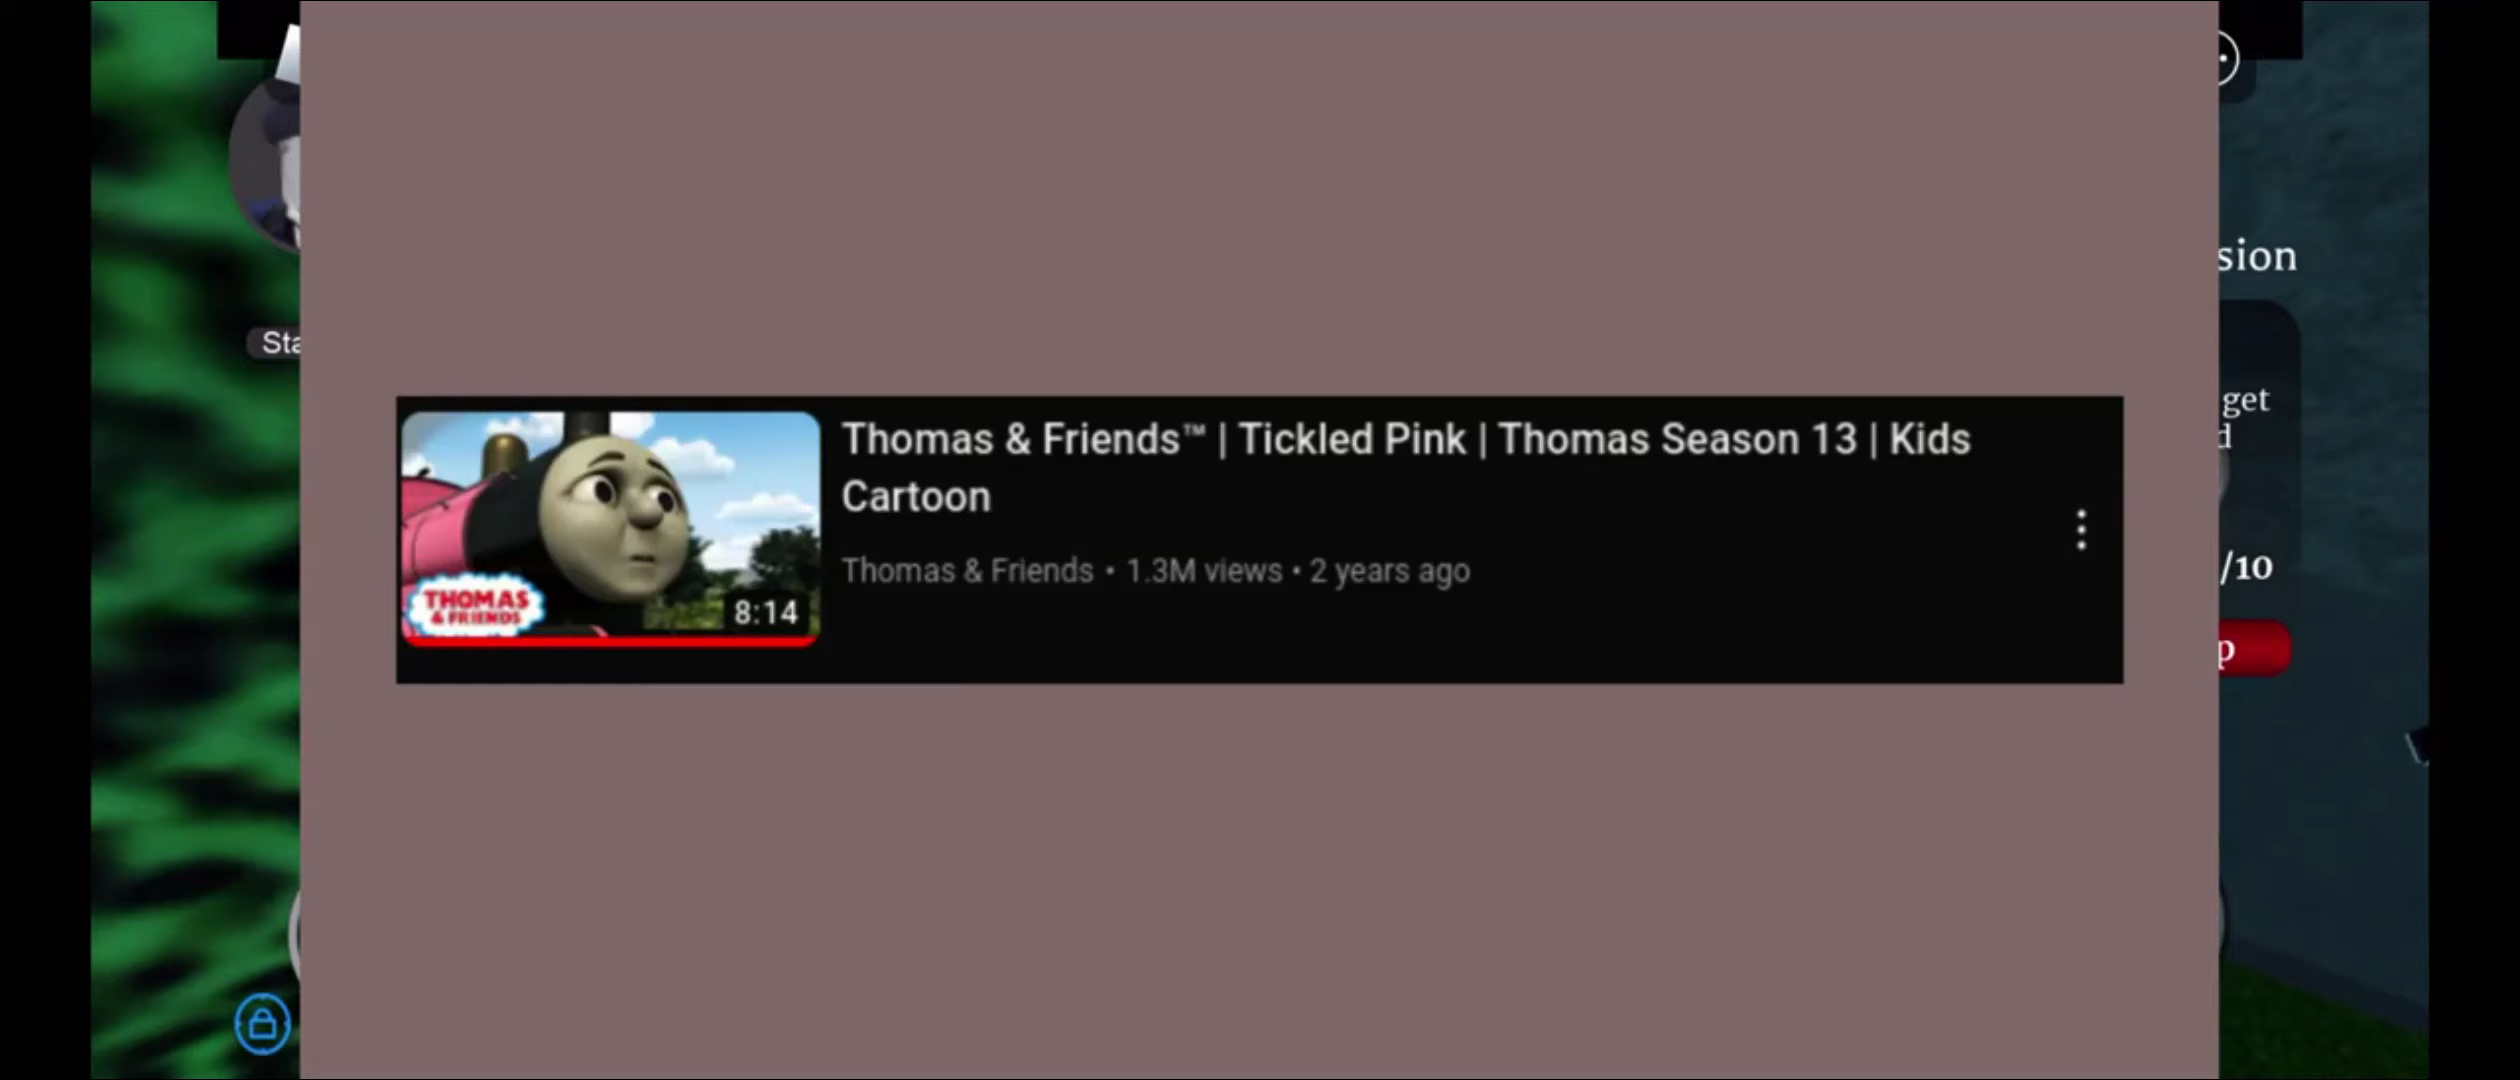 Thomas & Friends™ | Tickled Pink | Thomas Season 13 | Kids
Cartoon
Thomas & Friends • 1.3M views • 2 years ago
THOMAS
& FRIENDS
8:14
Sta
sion
get
d
/10
p